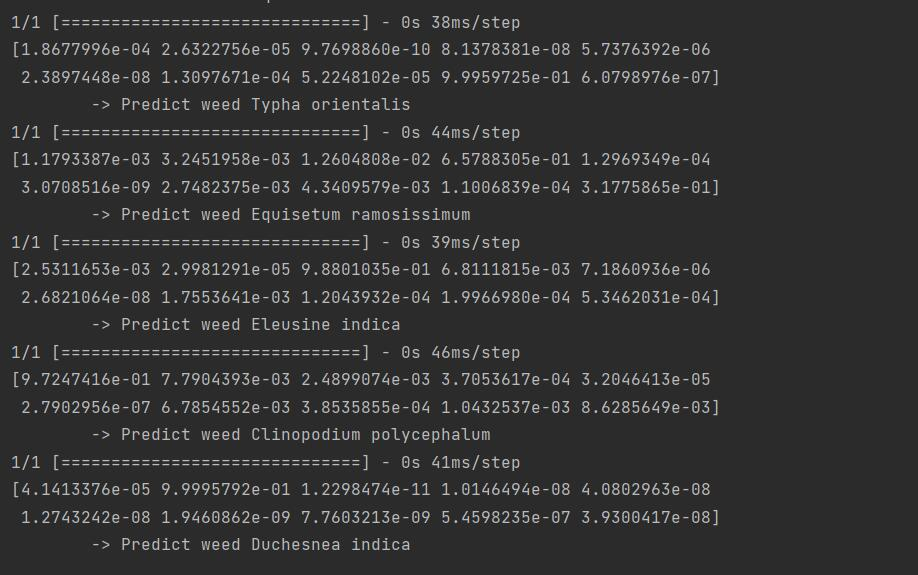 1/1 [==============================] - 0s 38ms/step
[1.8677996e-04 2.6322756e-05 9.7698860e-10 8.1378381e-08 5.7376392e-06
 2.3897448e-08 1.3097671e-04 5.2248102e-05 9.9959725e-01 6.0798976e-07]
        -> Predict weed Typha orientalis
1/1 [==============================] - 0s 44ms/step
[1.1793387e-03 3.2451958e-03 1.2604808e-02 6.5788305e-01 1.2969349e-04
 3.0708516e-09 2.7482375e-03 4.3409579e-03 1.1006839e-04 3.1775865e-01]
        -> Predict weed Equisetum ramosissimum
1/1 [==============================] - 0s 39ms/step
[2.5311653e-03 2.9981291e-05 9.8801035e-01 6.8111815e-03 7.1860936e-06
 2.6821064e-08 1.7553641e-03 1.2043932e-04 1.9966980e-04 5.3462031e-04]
        -> Predict weed Eleusine indica
1/1 [==============================] - 0s 46ms/step
[9.7247416e-01 7.7904393e-03 2.4899074e-03 3.7053617e-04 3.2046413e-05
 2.7902956e-07 6.7854552e-03 3.8535855e-04 1.0432537e-03 8.6285649e-03]
        -> Predict weed Clinopodium polycephalum
1/1 [==============================] - 0s 41ms/step
[4.1413376e-05 9.9995792e-01 1.2298474e-11 1.0146494e-08 4.0802963e-08
 1.2743242e-08 1.9460862e-09 7.7603213e-09 5.4598235e-07 3.9300417e-08]
        -> Predict weed Duchesnea indica